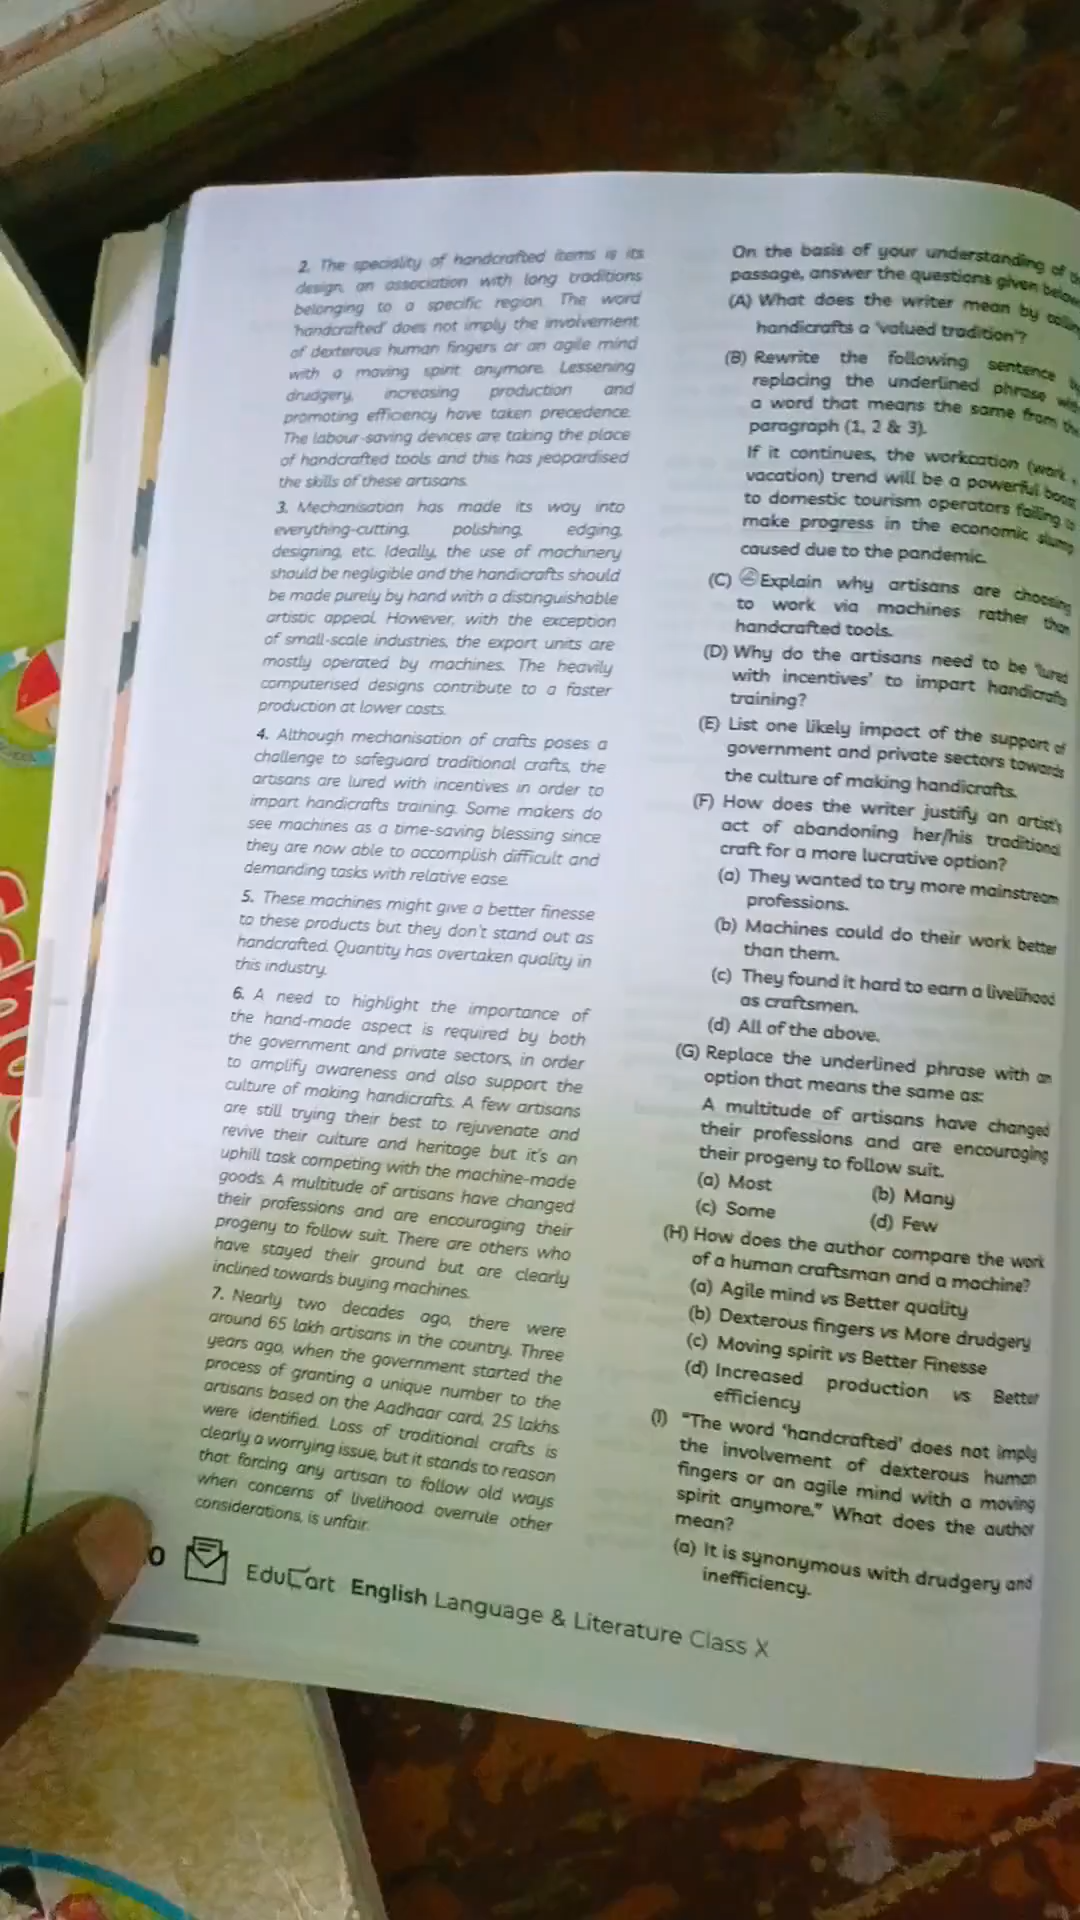 2. The speciality of handcrafted items is its
design, an association with long traditions
belonging to a specific region. The word
'handcrafted' does not imply the involvement
of dexterous human fingers or an agile mind
with a moving spirit anymore. Lessening
drudgery, increasing production and
promoting efficiency have taken precedence.
The labour-saving devices are taking the place
of handcrafted tools and this has jeopardised
the skills of these artisans.
3. Mechanisation has made its way into
everything-cutting, polishing, edging,
designing, etc. Ideally, the use of machinery
should be negligible and the handicrafts should
be made purely by hand with a distinguishable
artistic appeal. However, with the exception
of small-scale industries, the export units are
mostly operated by machines. The heavily
computerised designs contribute to a faster
production at lower costs.
4. Although mechanisation of crafts poses a
challenge to safeguard traditional crafts, the
artisans are lured with incentives in order to
impart handicrafts training. Some makers do
see machines as a time-saving blessing since
they are now able to accomplish difficult and
demanding tasks with relative ease.
5. These machines might give a better finesse
to these products but they don't stand out as
handcrafted. Quantity has overtaken quality in
this industry.
6. A need to highlight the importance of
the hand-made aspect is required by both
the government and private sectors, in order
to amplify awareness and also support the
culture of making handicrafts. A few artisans
are still trying their best to rejuvenate and
revive their culture and heritage but it's an
uphill task competing with the machine-made
goods. A multitude of artisans have changed
their professions and are encouraging their
progeny to follow suit. There are others who
have stayed their ground but are clearly
inclined towards buying machines.
7. Nearly two decades ago, there were
around 65 lakh artisans in the country. Three
years ago, when the government started the
process of granting a unique number to the
artisans based on the Aadhaar card, 25 lakhs
were identified. Loss of traditional crafts is
clearly a worrying issue, but it stands to reason
that forcing any artisan to follow old ways
when concerns of livelihood overrule other
considerations, is unfair.
On the basis of your understanding of
passage, answer the questions given below
(A) What does the writer mean by calling
handicrafts a 'valued tradition'?
(B) Rewrite the following sentence
replacing the underlined phrase with
a word that means the same from the
paragraph (1, 2 & 3).
If it continues, the workcation (work +
vacation) trend will be a powerful boost
to domestic tourism operators failing to
make progress in the economic slump
caused due to the pandemic.
(C) Explain why artisans are choosing
to work via machines rather than
handcrafted tools.
(D) Why do the artisans need to be 'lured
with incentives' to impart handicrafts
training?
(E) List one likely impact of the support of
government and private sectors towards
the culture of making handicrafts.
(F) How does the writer justify an artist's
act of abandoning her/his traditional
craft for a more lucrative option?
(a) They wanted to try more mainstream
professions.
(b) Machines could do their work better
than them.
(c) They found it hard to earn a livelihood
as craftsmen.
(d) All of the above.
(G) Replace the underlined phrase with an
option that means the same as:
A multitude of artisans have changed
their professions and are encouraging
their progeny to follow suit.
(a) Most (b) Many
(c) Some (d) Few
(H) How does the author compare the work
of a human craftsman and a machine?
(a) Agile mind vs Better quality
(b) Dexterous fingers vs More drudgery
(c) Moving spirit vs Better Finesse
(d) Increased production vs Better
efficiency
(I) "The word 'handcrafted' does not imply
the involvement of dexterous human
fingers or an agile mind with a moving
spirit anymore." What does the author
mean?
(a) It is synonymous with drudgery and
inefficiency.
0 EduCart English Language & Literature Class X